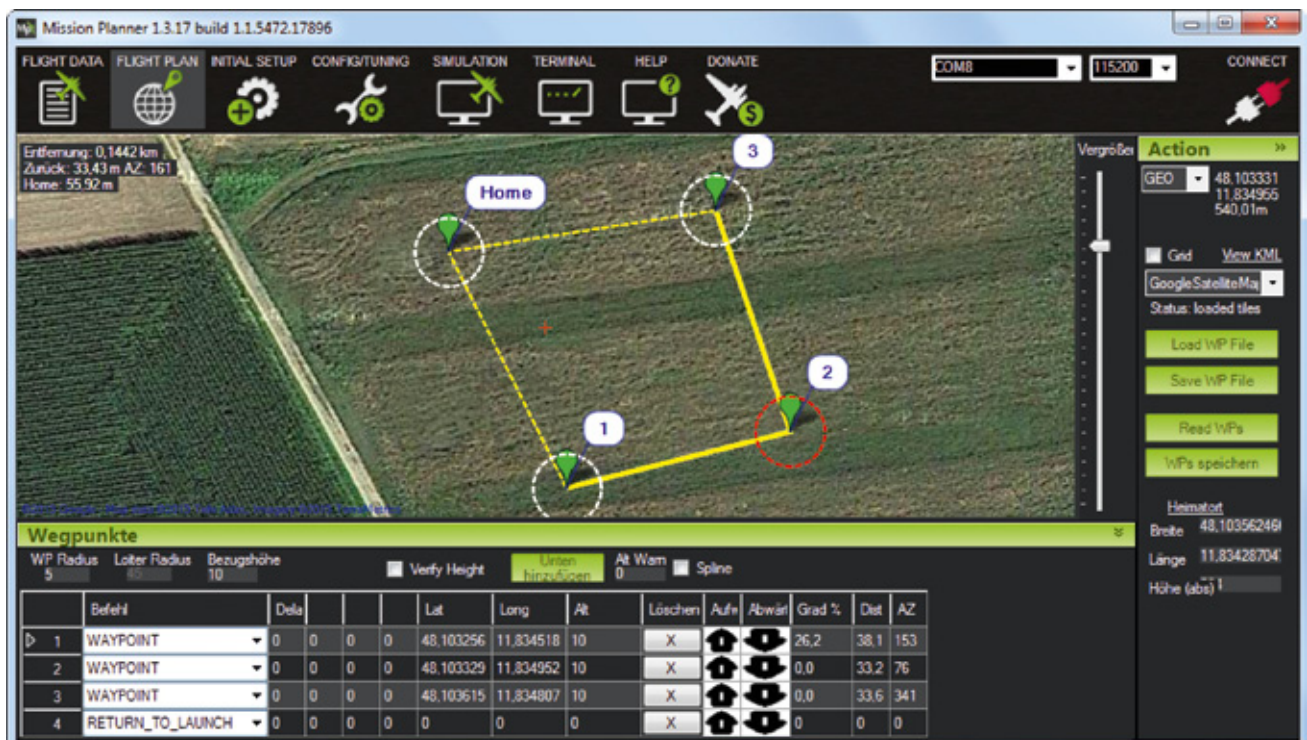 Mission Planner 1.3.17 build 1.1.5472.17896
FLIGHT DATA FLIGHT PLAN INITIAL SETUP CONFIG/TUNING SIMULATION TERMINAL HELP DONATE COM8 115200 CONNECT
Entfernung: 0,1442 km
Zurück: 33,43 m AZ: 161
Home: 55,92 m
Home
3
2
1
Vergrößer
Action
GEO 48,103331
11,834955
540,01m
Grid View KML
GoogleSatelliteMap
Status: loaded tiles
Load WP File
Save WP File
Read WPs
WPs speichern
Heimatort
Breite 48,10356246
Länge 11,83428704
Höhe (abs)
Wegpunkte
WP Radius Loiter Radius Bezugshöhe
5 45 10
Verify Height Unten hinzufügen Alt Warn 0 Spline
Befehl Dela Lat Long Alt Löschen Aufw Abwärt Grad % Dist AZ
1 WAYPOINT 0 0 0 0 48,103256 11,834518 10 X 26,2 38,1 153
2 WAYPOINT 0 0 0 0 48,103329 11,834952 10 X 0,0 33,2 76
3 WAYPOINT 0 0 0 0 48,103615 11,834807 10 X 0,0 33,6 341
4 RETURN_TO_LAUNCH 0 0 0 0 0 0 0 X 0 0 0